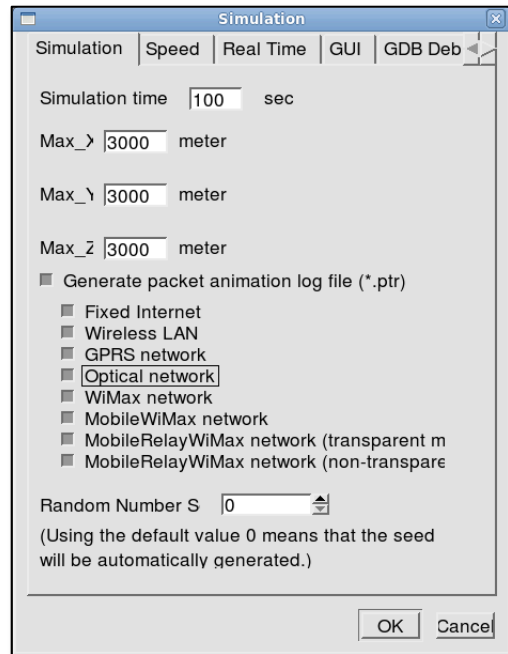 Simulation
Simulation Speed Real Time GUI GDB Deb
Simulation time 100 sec
Max_X 3000 meter
Max_Y 3000 meter
Max_Z 3000 meter
Generate packet animation log file (*.ptr)
Fixed Internet
Wireless LAN
GPRS network
Optical network
WiMax network
MobileWiMax network
MobileRelayWiMax network (transparent m
MobileRelayWiMax network (non-transpare
Random Number S 0
(Using the default value 0 means that the seed
will be automatically generated.)
OK Cancel